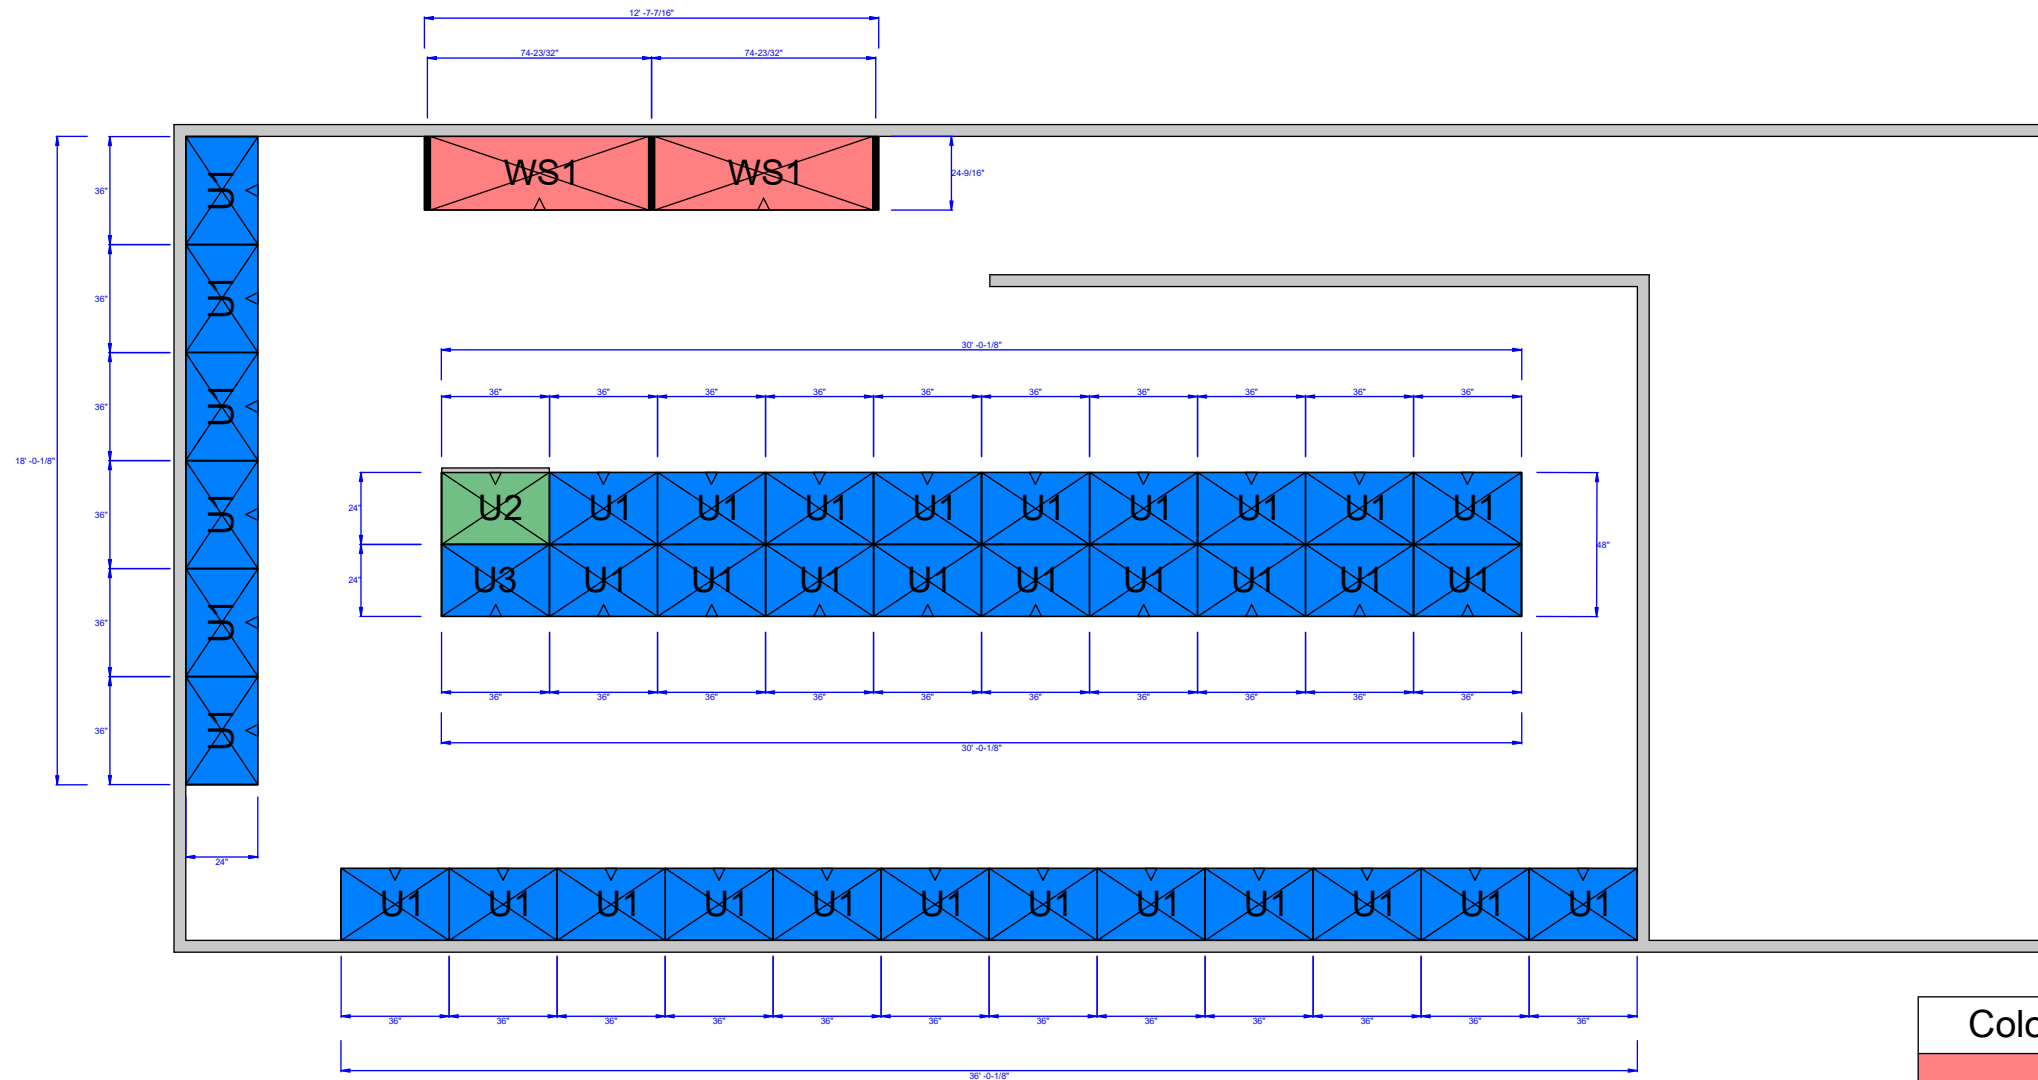 12' -7-7/16"
74-23/32" 74-23/32"
WS1 WS1
24-9/16"
36"
36"
36"
36"
36"
36"
18' -0-1/8"
U1
U1
U1
U1
U1
U1
24"
30' -0-1/8"
36" 36" 36" 36" 36" 36" 36" 36" 36" 36"
24" U2 U1 U1 U1 U1 U1 U1 U1 U1 U1
48"
24" U3 U1 U1 U1 U1 U1 U1 U1 U1 U1
36" 36" 36" 36" 36" 36" 36" 36" 36" 36"
30' -0-1/8"
U1 U1 U1 U1 U1 U1 U1 U1 U1 U1 U1 U1
36" 36" 36" 36" 36" 36" 36" 36" 36" 36" 36" 36"
36' -0-1/8"